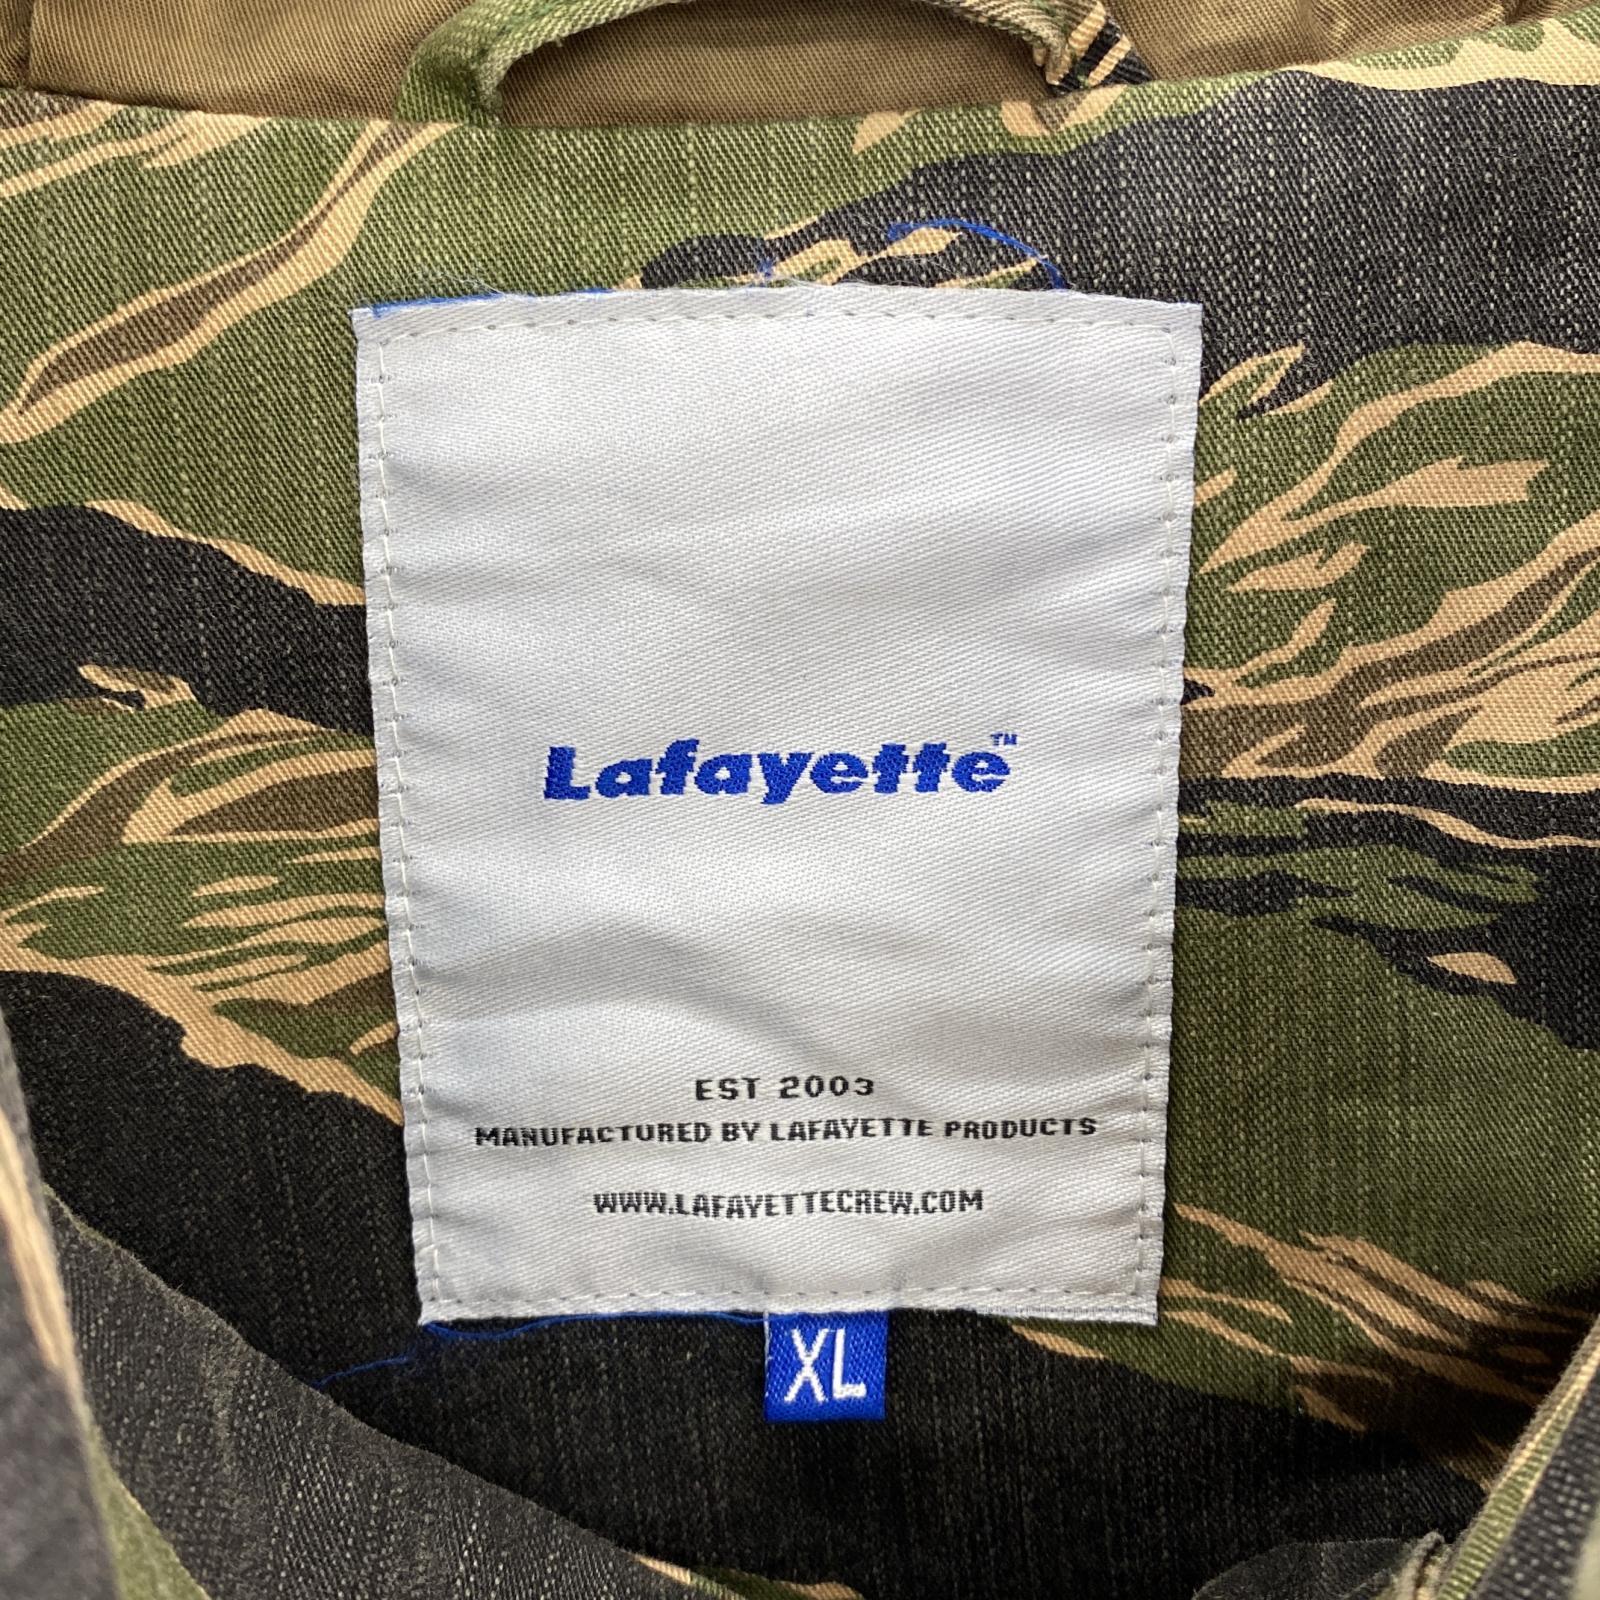 Lafayette™
EST 2003
MANUFACTURED BY LAFAYETTE PRODUCTS
WWW.LAFAYETTECREW.COM
XL